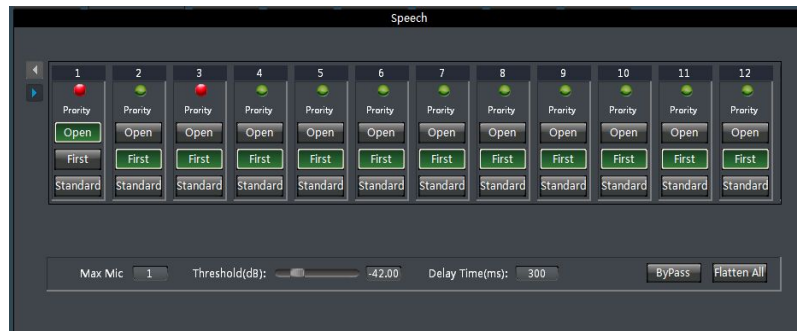 Speech
1 2 3 4 5 6 7 8 9 10 11 12
Prority Prority Prority Prority Prority Prority Prority Prority Prority Prority Prority Prority
Open Open Open Open Open Open Open Open Open Open Open Open
First First First First First First First First First First First First
Standard Standard Standard Standard Standard Standard Standard Standard Standard Standard Standard Standard
Max Mic 1 Threshold(dB): -42.00 Delay Time(ms): 300 ByPass Flatten All